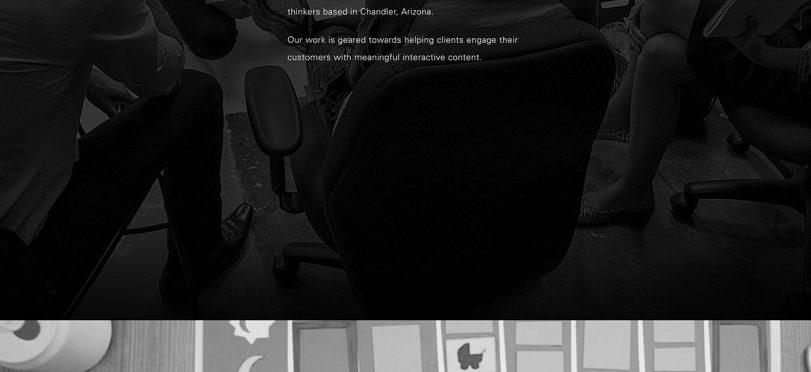 thinkers based in Chandler, Arizona.
Our work is geared towards helping clients engage their
customers with meaningful interactive content.